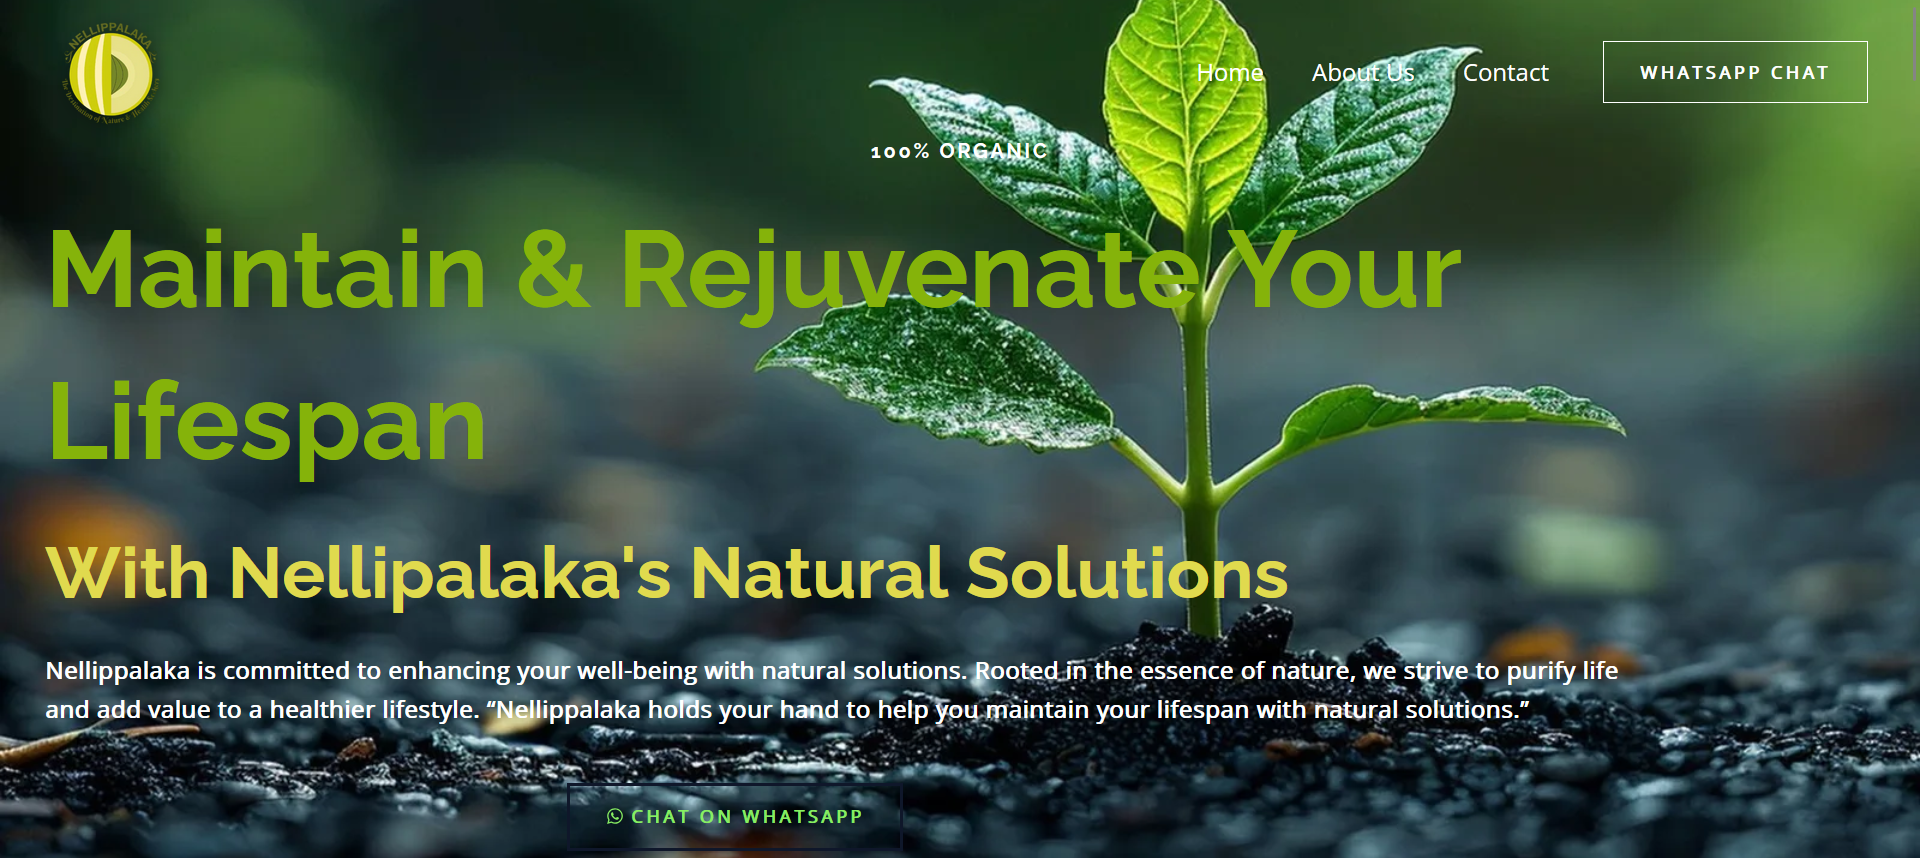 NELLIPPALAKA
Home
About Us
Contact
WHATSAPP CHAT
100% ORGANIC
Maintain & Rejuvenate Your
Lifespan
With Nellipalaka's Natural Solutions
Nellippalaka is committed to enhancing your well-being with natural solutions. Rooted in the essence of nature, we strive to purify life
and add value to a healthier lifestyle. “Nellippalaka holds your hand to help you maintain your lifespan with natural solutions.”
CHAT ON WHATSAPP